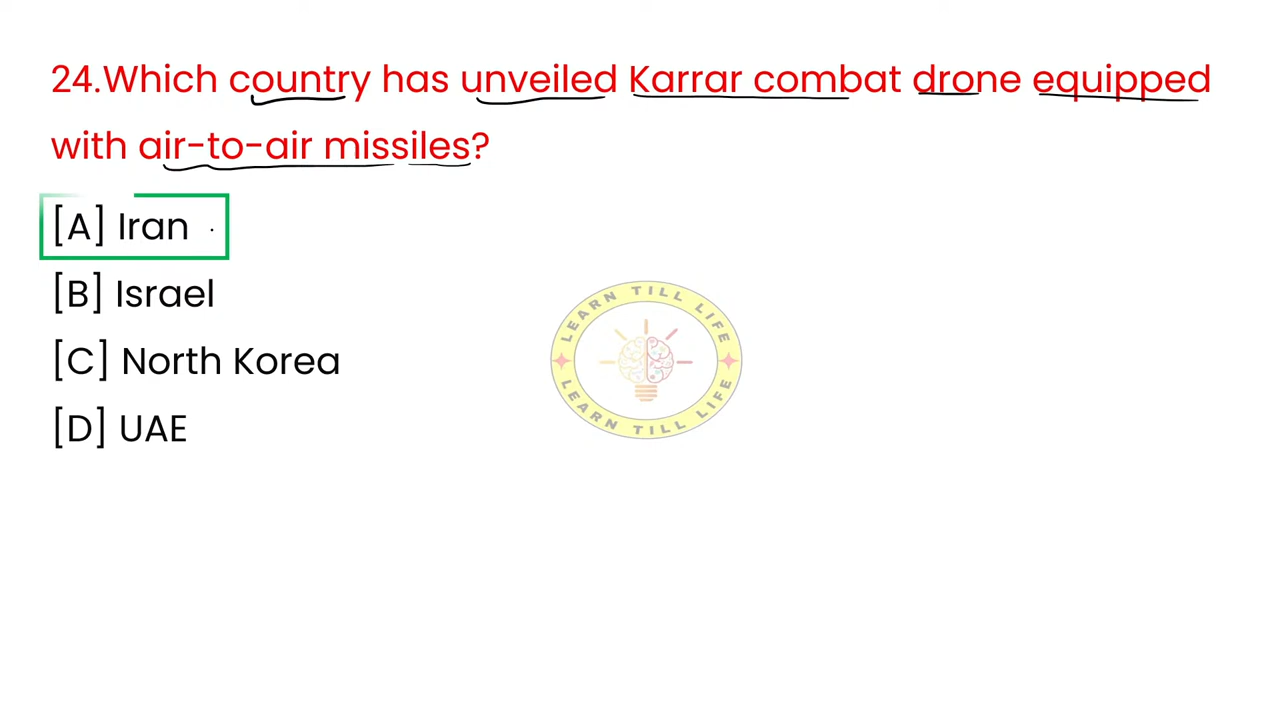 24.Which country has unveiled Karrar combat drone equipped
with air-to-air missiles?
[A] Iran
[B] Israel
[C] North Korea
[D] UAE
LEARN TILL LIFE
LEARN TILL LIFE